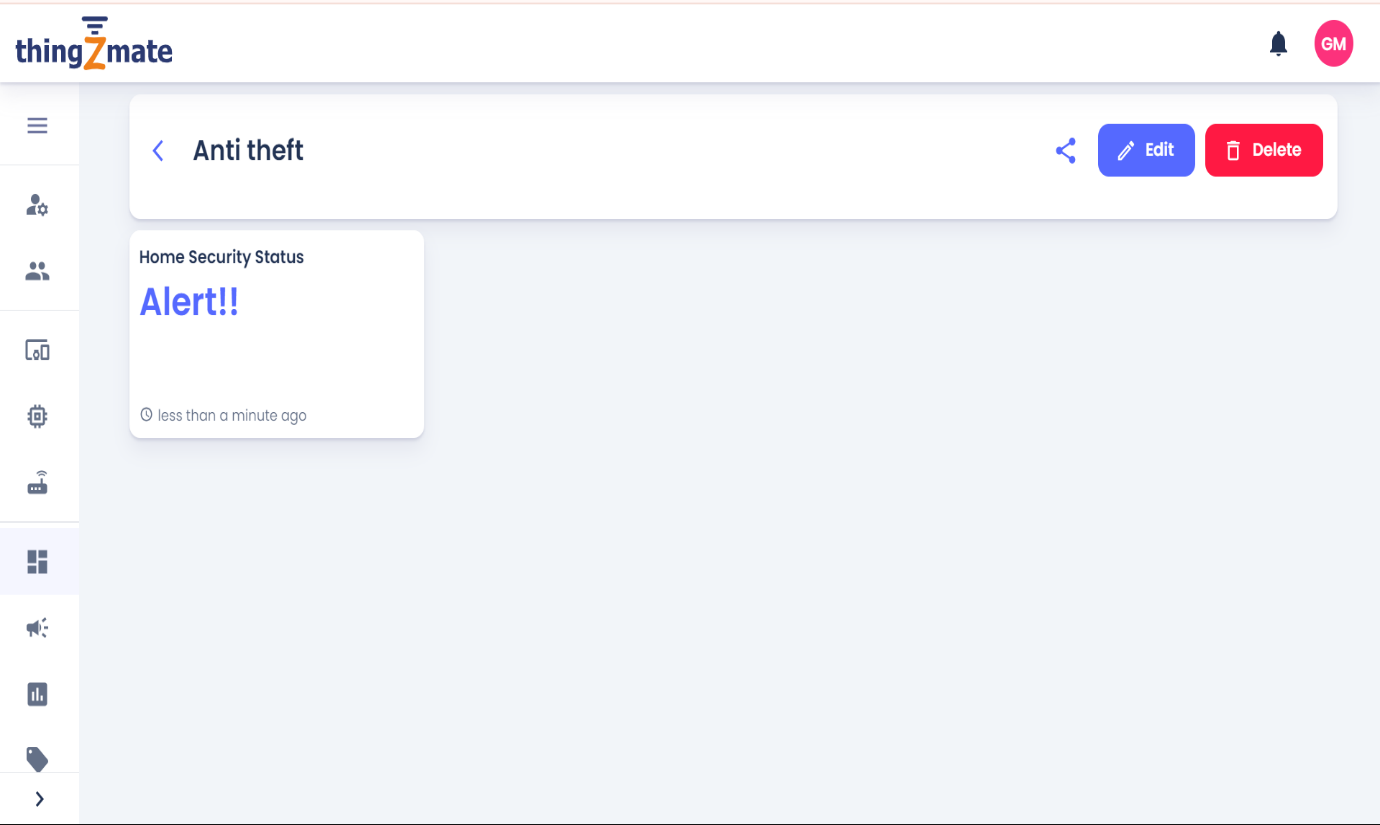 thingZmate
GM
Anti theft
Edit
Delete
Home Security Status
Alert!!
less than a minute ago